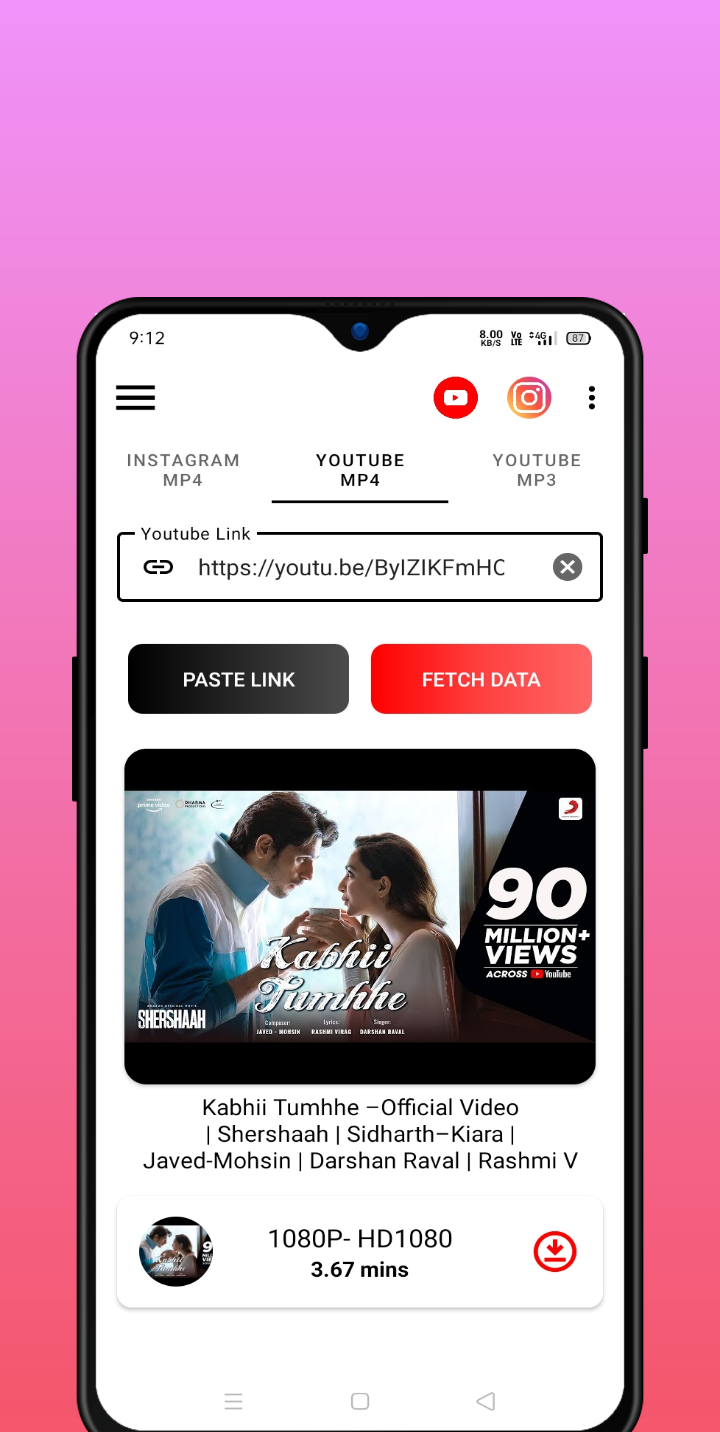 9:12
8.00
KB/S
Vo
LTE
4G
87
INSTAGRAM
MP4
YOUTUBE
MP4
YOUTUBE
MP3
Youtube Link
https://youtu.be/ByIZIKFmHC
PASTE LINK
FETCH DATA
prime video
DHARMA
90
MILLION+
VIEWS
ACROSS YouTube
Kabhii
Tumhhe
Composer: Lyrics: Singer:
JAVED - MOHSIN RASHMI VIRAG DARSHAN RAVAL
SHERSHAAH
Kabhii Tumhhe –Official Video
| Shershaah | Sidharth–Kiara |
Javed-Mohsin | Darshan Raval | Rashmi V
1080P- HD1080
3.67 mins